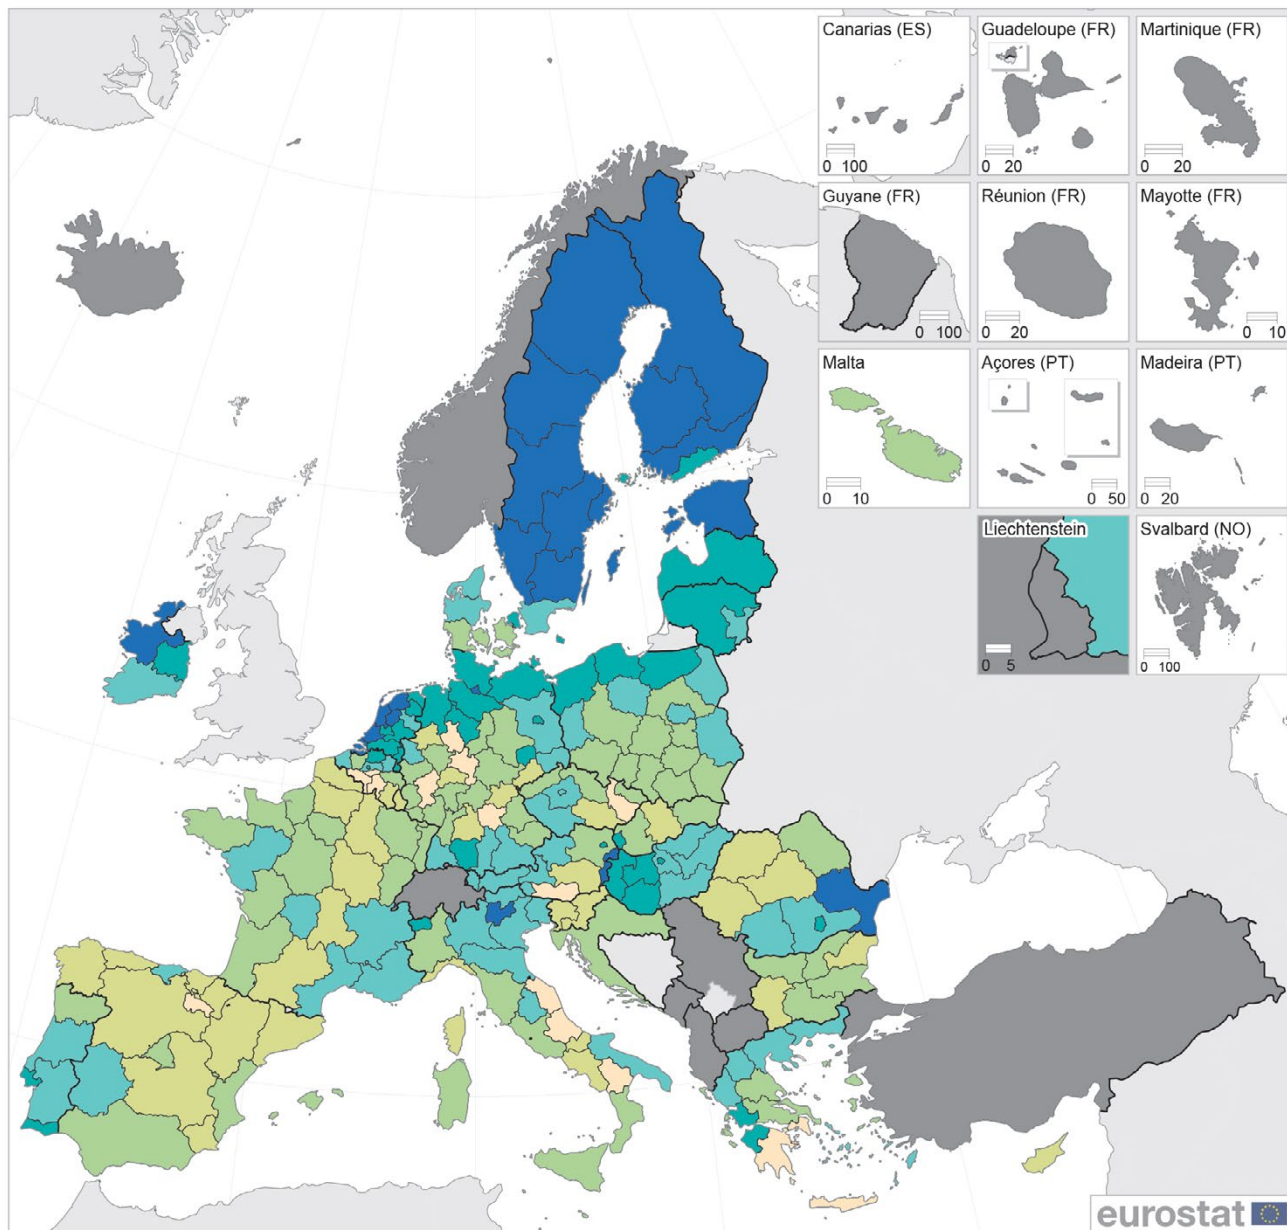 Canarias (ES)
0 100
Guadeloupe (FR)
0 20
Martinique (FR)
0 20
Guyane (FR)
0 100
Réunion (FR)
0 20
Mayotte (FR)
0 10
Malta
0 10
Açores (PT)
0 50
Madeira (PT)
0 20
Liechtenstein
0 5
Svalbard (NO)
0 100
eurostat